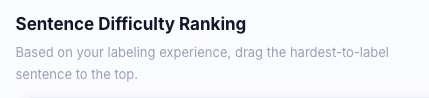 Sentence Difficulty Ranking
Based on your labeling experience, drag the hardest-to-label
sentence to the top.